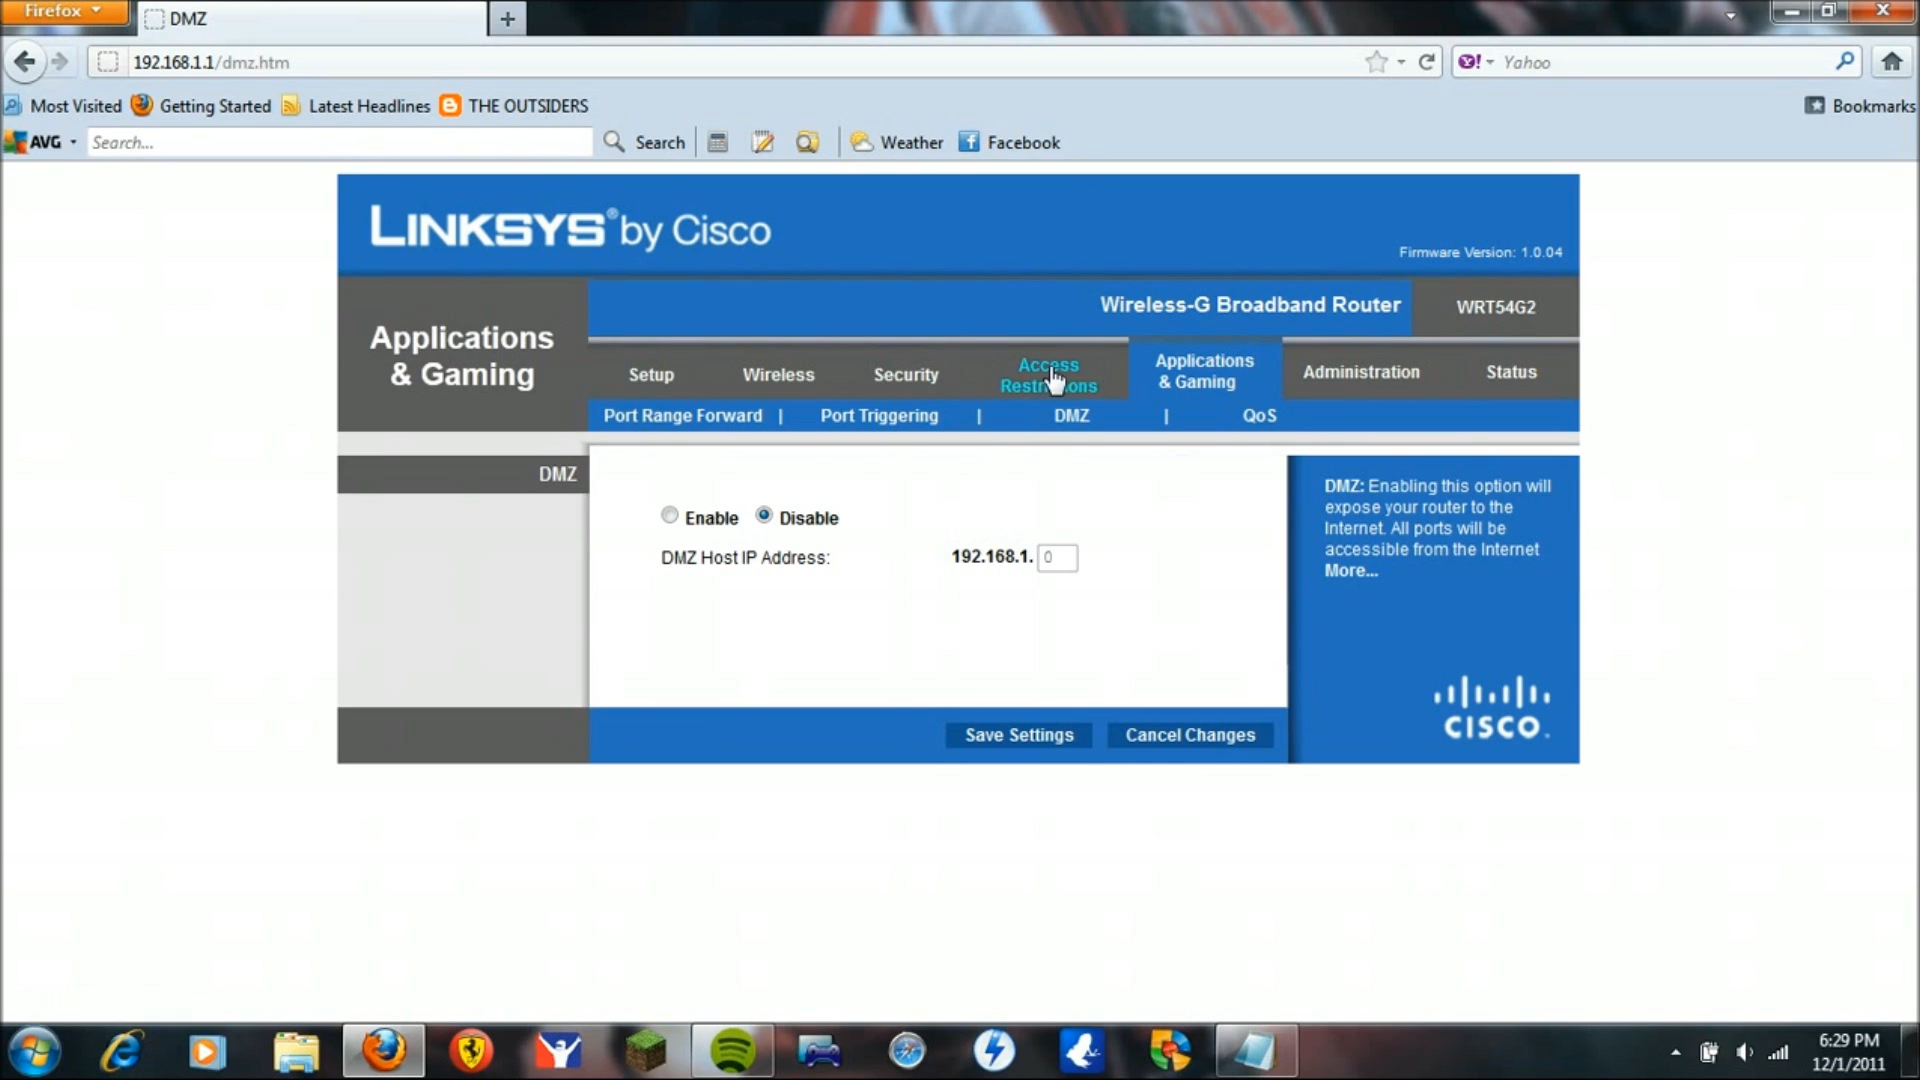 Firefox
DMZ
192.168.1.1/dmz.htm
Yahoo
Most Visited Getting Started Latest Headlines THE OUTSIDERS Bookmarks
AVG Search... Search Weather Facebook
LINKSYS® by Cisco
Firmware Version: 1.0.04
Wireless-G Broadband Router WRT54G2
Applications
& Gaming
Setup Wireless Security Access Restrictions Applications & Gaming Administration Status
Port Range Forward | Port Triggering | DMZ | QoS
DMZ
Enable Disable
DMZ Host IP Address: 192.168.1. 0
DMZ: Enabling this option will
expose your router to the
Internet. All ports will be
accessible from the Internet
More...
CISCO.
Save Settings Cancel Changes
6:29 PM
12/1/2011